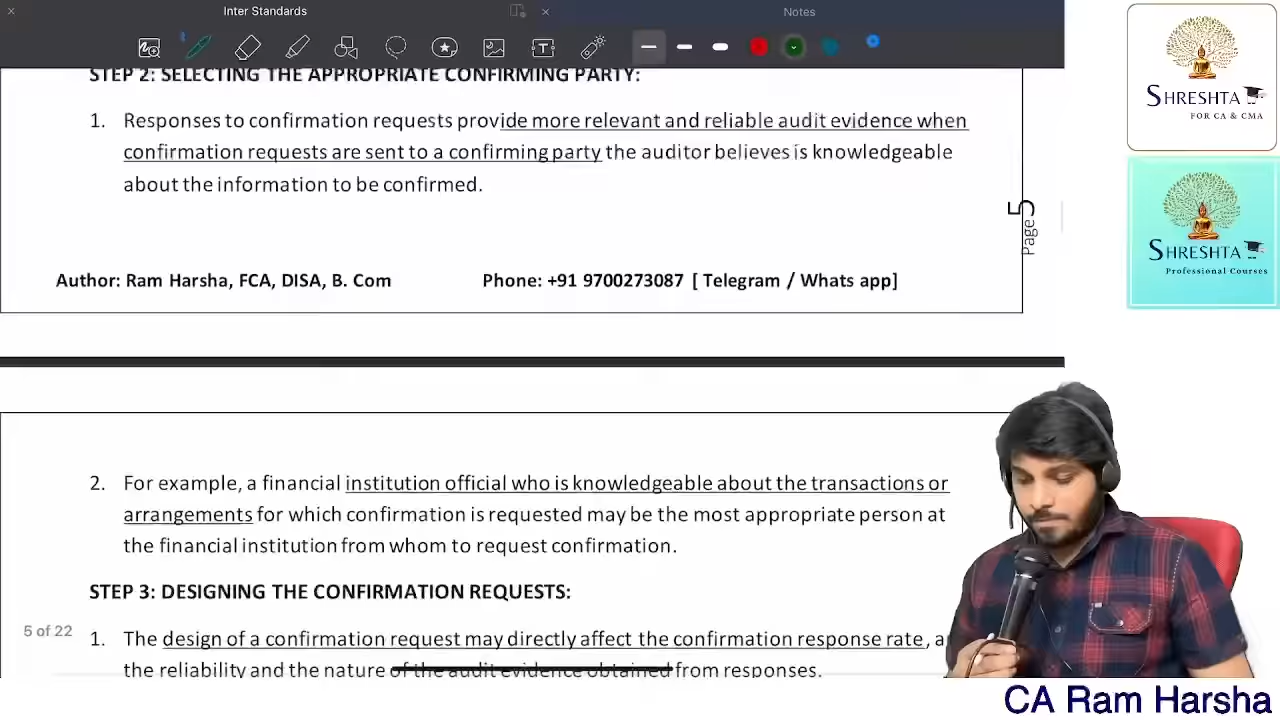 Inter Standards
Notes
STEP 2: SELECTING THE APPROPRIATE CONFIRMING PARTY:
1. Responses to confirmation requests provide more relevant and reliable audit evidence when
confirmation requests are sent to a confirming party the auditor believes is knowledgeable
about the information to be confirmed.
Page 5
Author: Ram Harsha, FCA, DISA, B. Com Phone: +91 9700273087 [ Telegram / Whats app]
2. For example, a financial institution official who is knowledgeable about the transactions or
arrangements for which confirmation is requested may be the most appropriate person at
the financial institution from whom to request confirmation.
STEP 3: DESIGNING THE CONFIRMATION REQUESTS:
5 of 22
1. The design of a confirmation request may directly affect the confirmation response rate,
the reliability and the nature of the audit evidence obtained from responses.
SHRESHTA
FOR CA & CMA
SHRESHTA
Professional Courses
CA Ram Harsha